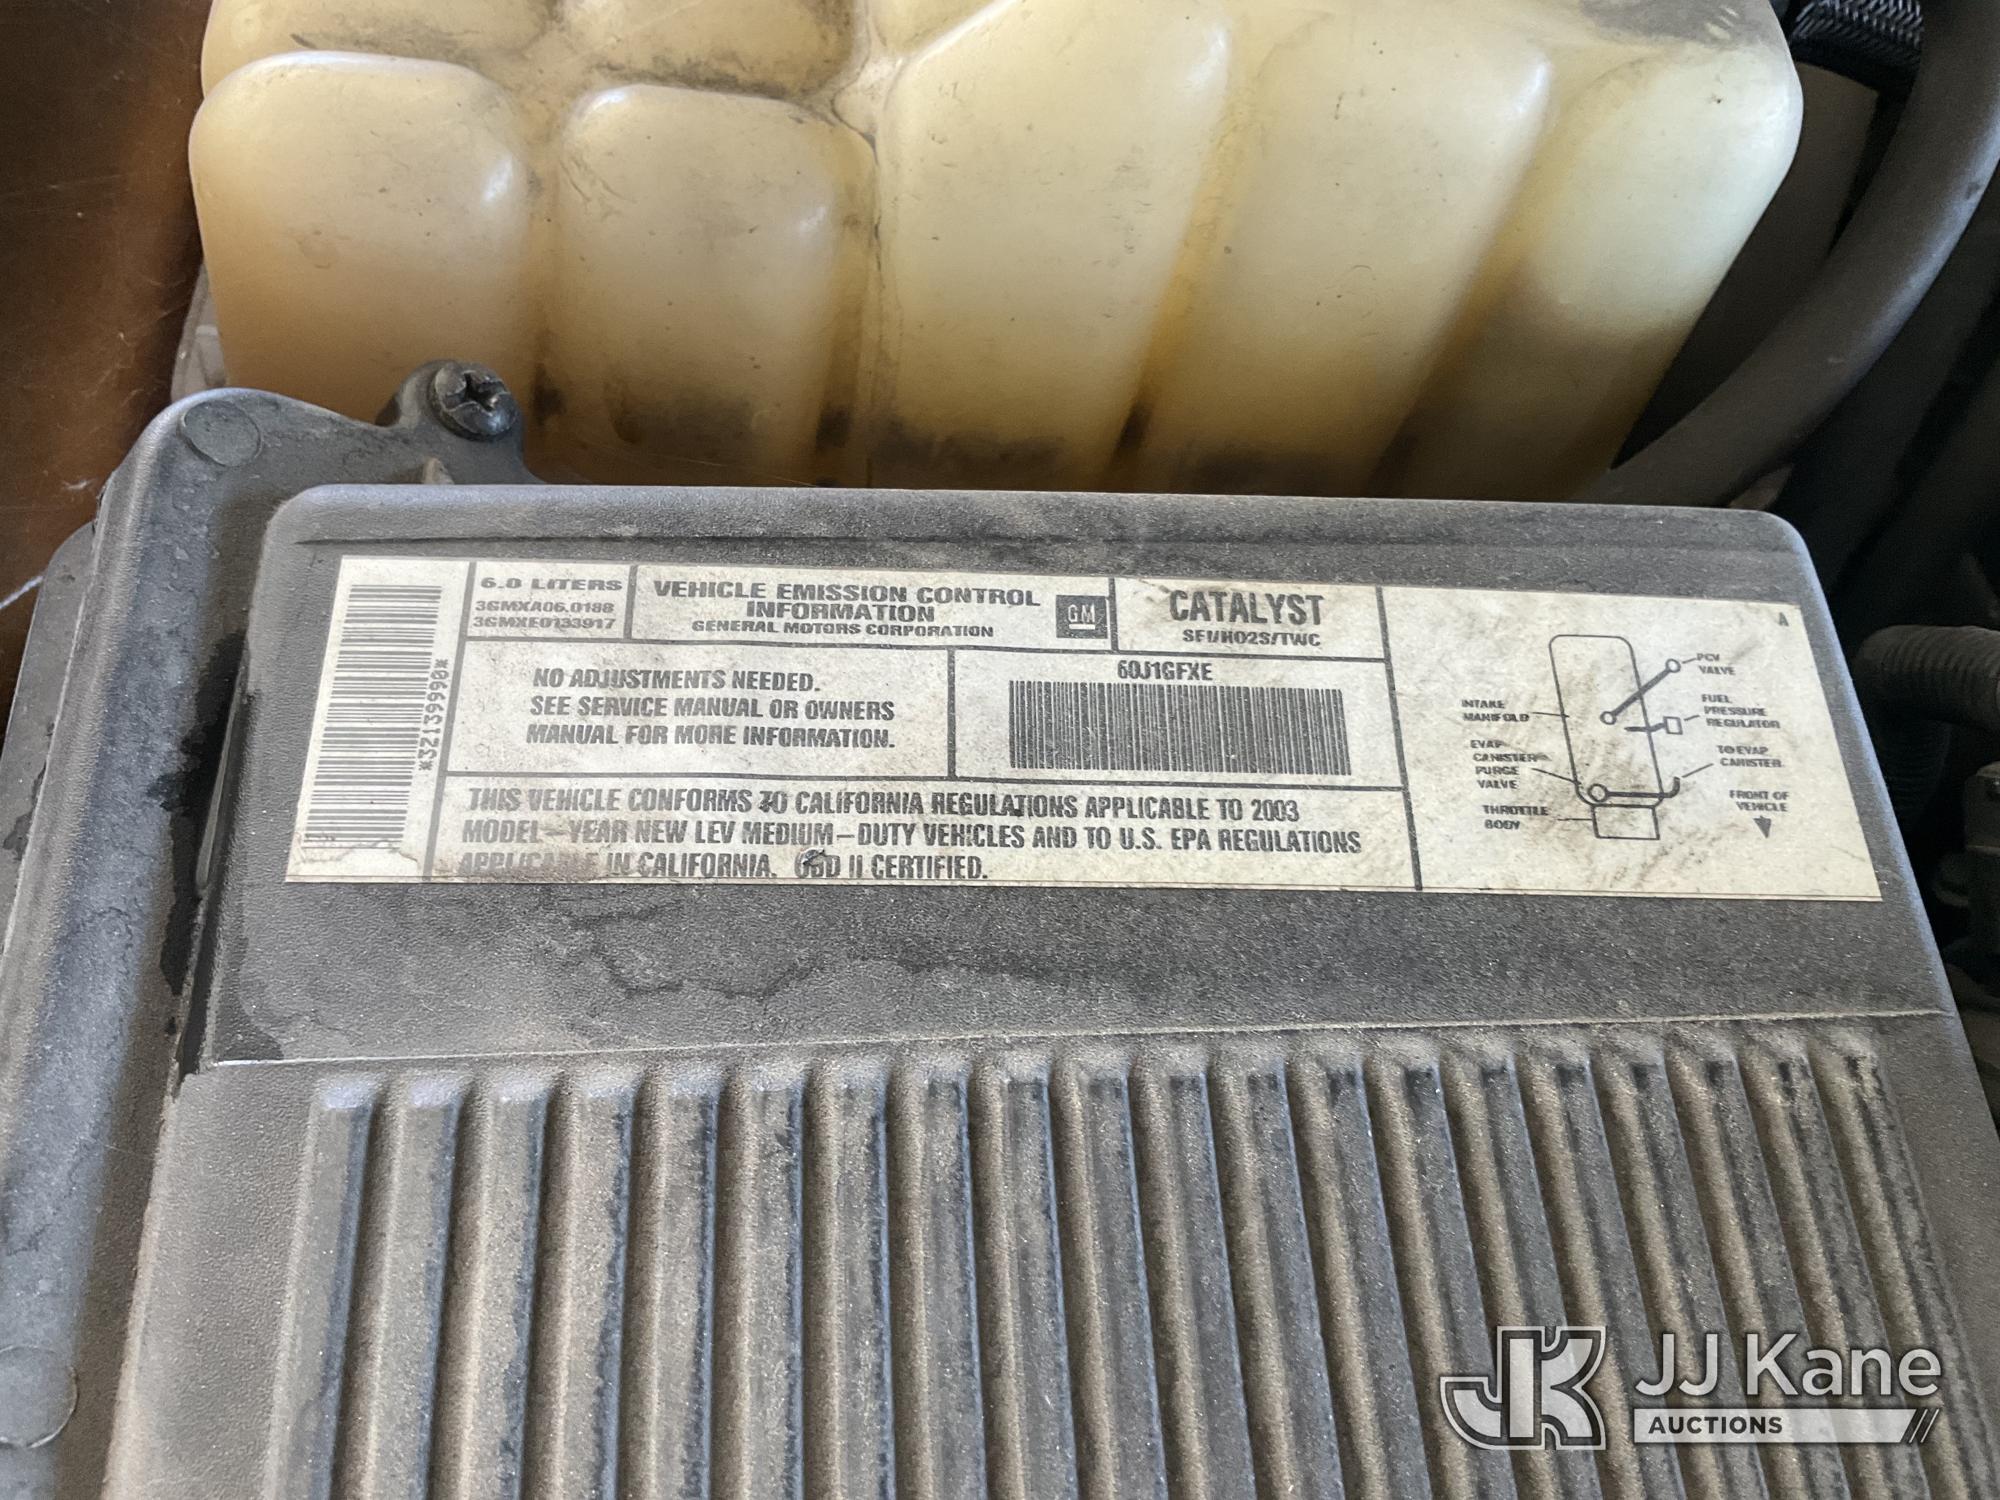 *32139990*
6.0 LITERS
3GMXA06.0188
3GMXE0133917
VEHICLE EMISSION CONTROL
INFORMATION
GENERAL MOTORS CORPORATION
GM
CATALYST
SFI/HO2S/TWC
NO ADJUSTMENTS NEEDED.
SEE SERVICE MANUAL OR OWNERS
MANUAL FOR MORE INFORMATION.
60J1GFXE
THIS VEHICLE CONFORMS TO CALIFORNIA REGULATIONS APPLICABLE TO 2003
MODEL-YEAR NEW LEV MEDIUM-DUTY VEHICLES AND TO U.S. EPA REGULATIONS
APPLICABLE IN CALIFORNIA. OBD II CERTIFIED.
A
PCV
VALVE
INTAKE
MANIFOLD
FUEL
PRESSURE
REGULATOR
EVAP
CANISTER
PURGE
VALVE
TO EVAP
CANISTER
THROTTLE
BODY
FRONT OF
VEHICLE
JK
JJ Kane
AUCTIONS